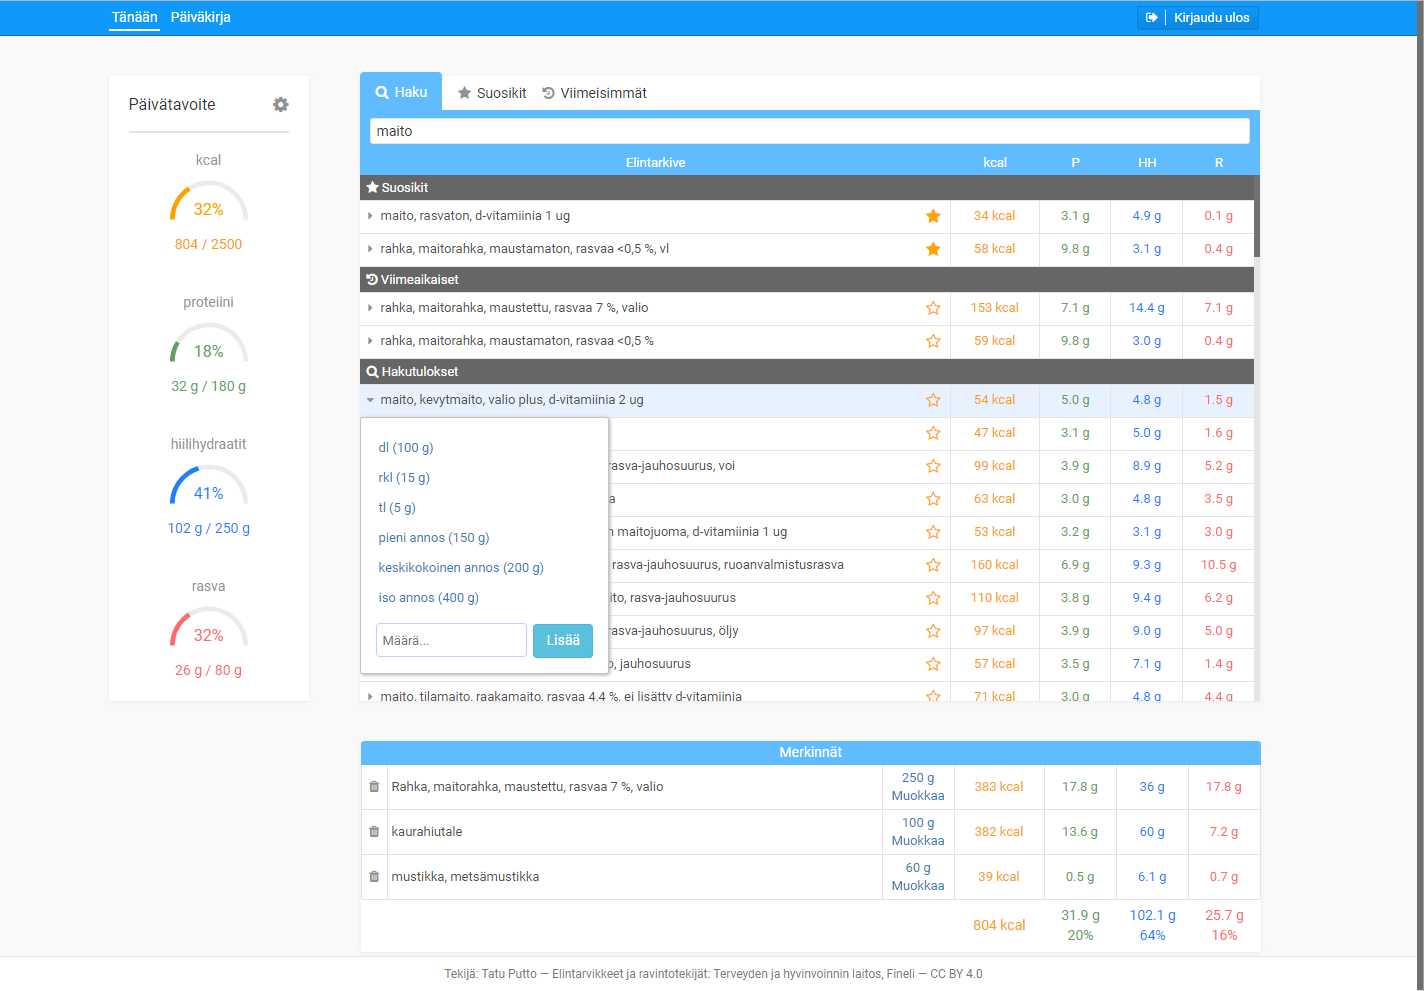 Tänään Päiväkirja Kirjaudu ulos
Päivätavoite
kcal
32%
804 / 2500
proteiini
18%
32 g / 180 g
hiilihydraatit
41%
102 g / 250 g
rasva
32%
26 g / 80 g
Haku Suosikit Viimeisimmät
maito
Elintarkive kcal P HH R
Suosikit
maito, rasvaton, d-vitamiinia 1 ug 34 kcal 3.1 g 4.9 g 0.1 g
rahka, maitorahka, maustamaton, rasvaa <0,5 %, vl 58 kcal 9.8 g 3.1 g 0.4 g
Viimeaikaiset
rahka, maitorahka, maustettu, rasvaa 7 %, valio 153 kcal 7.1 g 14.4 g 7.1 g
rahka, maitorahka, maustamaton, rasvaa <0,5 % 59 kcal 9.8 g 3.0 g 0.4 g
Hakutulokset
maito, kevytmaito, valio plus, d-vitamiinia 2 ug 54 kcal 5.0 g 4.8 g 1.5 g
47 kcal 3.1 g 5.0 g 1.6 g
rasva-jauhosuurus, voi 99 kcal 3.9 g 8.9 g 5.2 g
a 63 kcal 3.0 g 4.8 g 3.5 g
n maitojuoma, d-vitamiinia 1 ug 53 kcal 3.2 g 3.1 g 3.0 g
rasva-jauhosuurus, ruoanvalmistusrasva 160 kcal 6.9 g 9.3 g 10.5 g
ito, rasva-jauhosuurus 110 kcal 3.8 g 9.4 g 6.2 g
rasva-jauhosuurus, öljy 97 kcal 3.9 g 9.0 g 5.0 g
o, jauhosuurus 57 kcal 3.5 g 7.1 g 1.4 g
maito, tilamaito, raakamaito, rasvaa 4.4 %, ei lisätty d-vitamiinia 71 kcal 3.0 g 4.8 g 4.4 g
dl (100 g)
rkl (15 g)
tl (5 g)
pieni annos (150 g)
keskikokoinen annos (200 g)
iso annos (400 g)
Määrä... Lisää
Merkinnät
Rahka, maitorahka, maustettu, rasvaa 7 %, valio 250 g Muokkaa 383 kcal 17.8 g 36 g 17.8 g
kaurahiutale 100 g Muokkaa 382 kcal 13.6 g 60 g 7.2 g
mustikka, metsämustikka 60 g Muokkaa 39 kcal 0.5 g 6.1 g 0.7 g
804 kcal 31.9 g 102.1 g 25.7 g
20% 64% 16%
Tekijä: Tatu Putto — Elintarvikkeet ja ravintotekijät: Terveyden ja hyvinvoinnin laitos, Fineli — CC BY 4.0